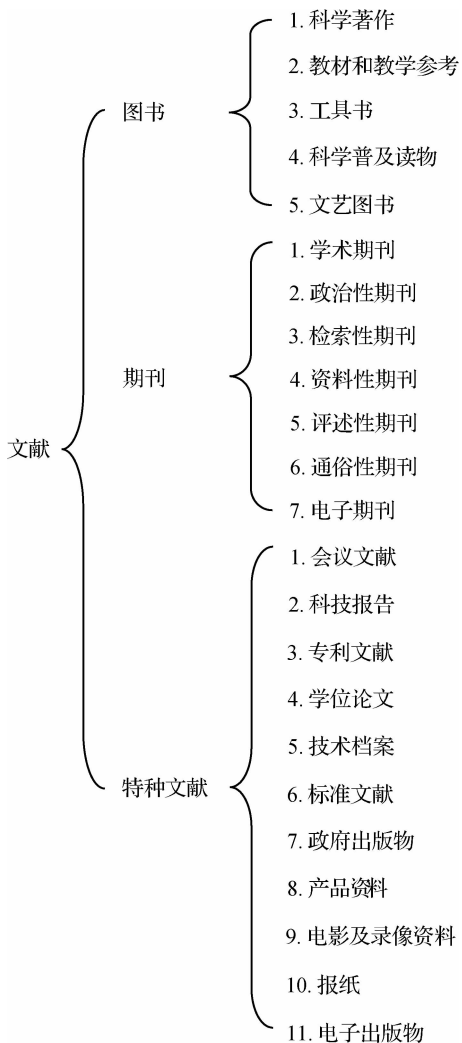 文献
图书
1. 科学著作
2. 教材和教学参考
3. 工具书
4. 科学普及读物
5. 文艺图书
期刊
1. 学术期刊
2. 政治性期刊
3. 检索性期刊
4. 资料性期刊
5. 评述性期刊
6. 通俗性期刊
7. 电子期刊
特种文献
1. 会议文献
2. 科技报告
3. 专利文献
4. 学位论文
5. 技术档案
6. 标准文献
7. 政府出版物
8. 产品资料
9. 电影及录像资料
10. 报纸
11. 电子出版物